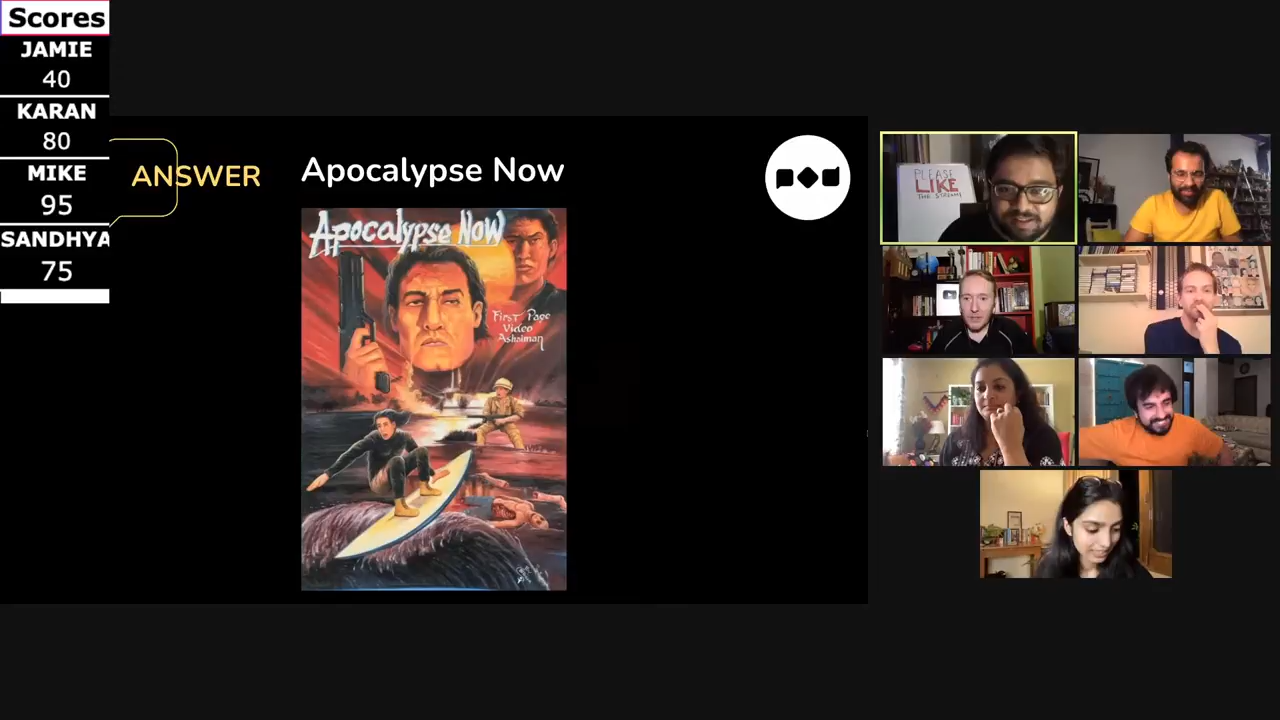 Scores
JAMIE
40
KARAN
80
MIKE
95
SANDHYA
75
ANSWER
Apocalypse Now
Apocalypse Now
First Page
Video
Ashaiman
PLEASE
LIKE
THE STREAM